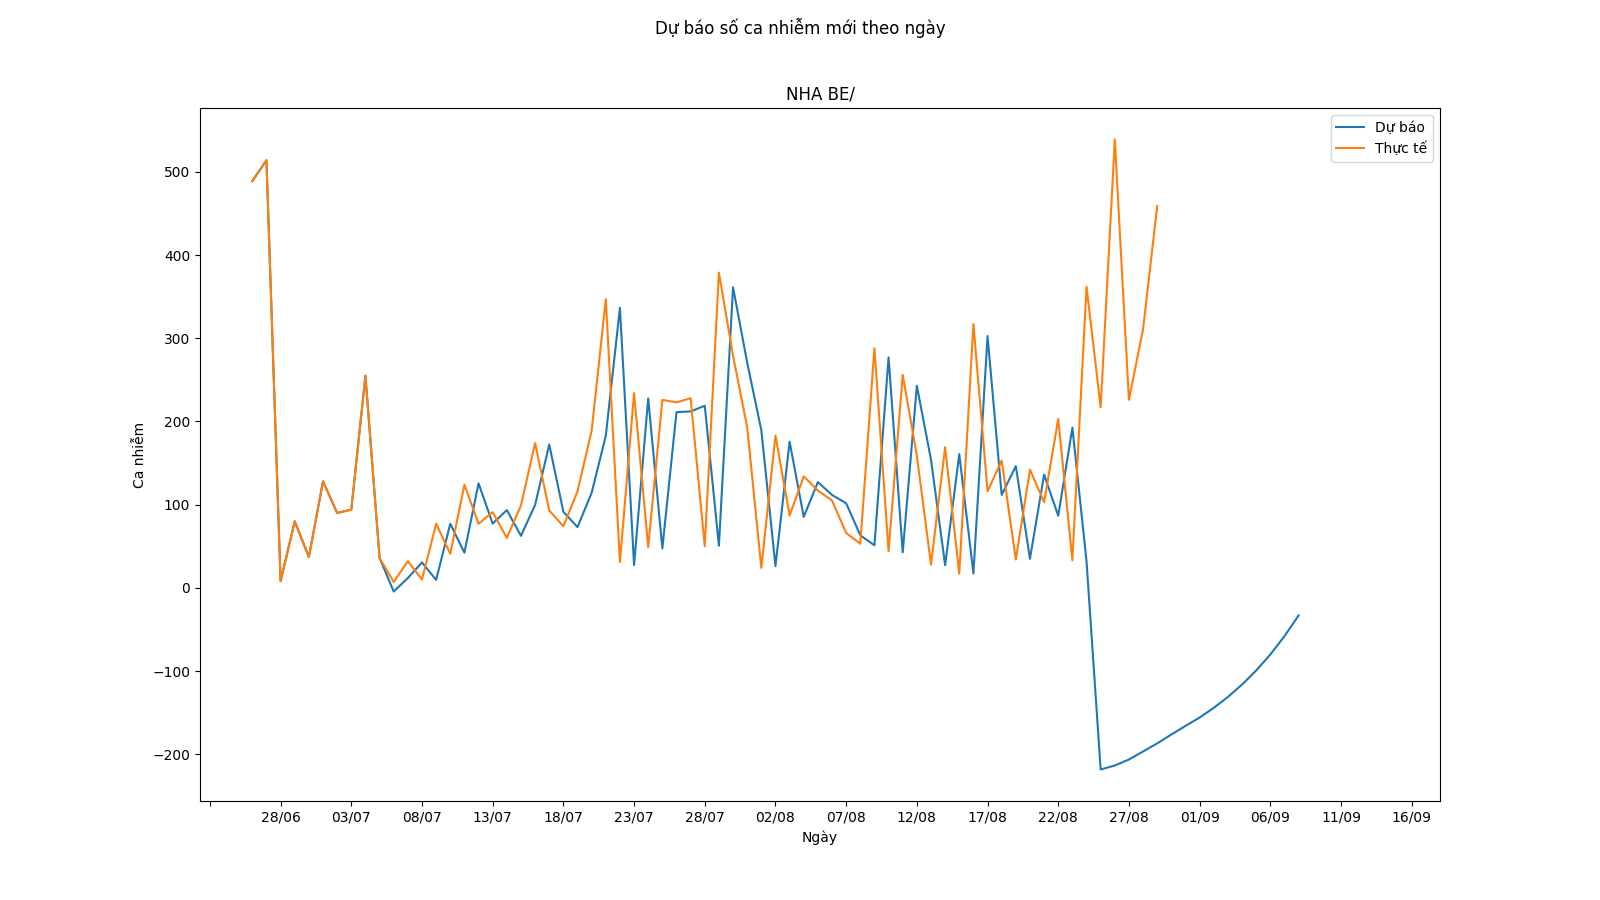 Dự báo số ca nhiễm mới theo ngày
NHA BE/
Dự báo
Thực tế
500
400
300
200
100
0
−100
−200
Ca nhiễm
28/06 03/07 08/07 13/07 18/07 23/07 28/07 02/08 07/08 12/08 17/08 22/08 27/08 01/09 06/09 11/09 16/09
Ngày